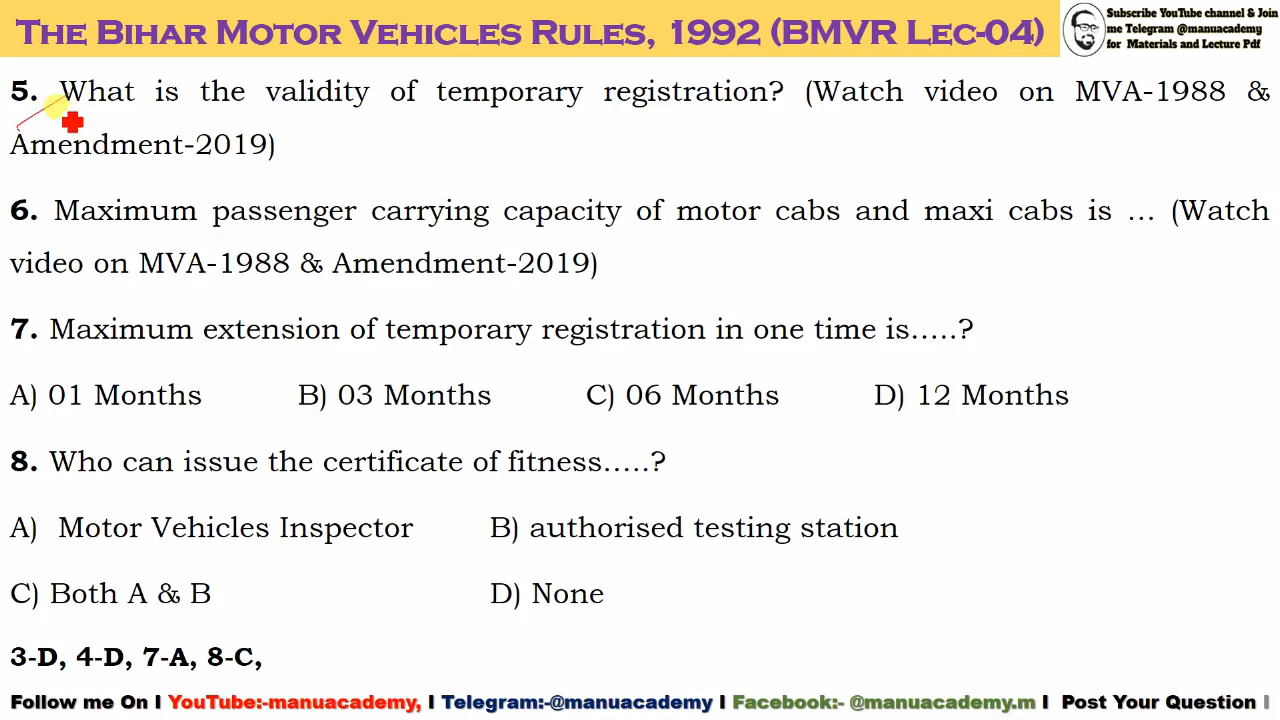 The Bihar Motor Vehicles Rules, 1992 (BMVR Lec-04)
Subscribe YouTube channel & Join
me Telegram @manuacademy
for Materials and Lecture Pdf
5. What is the validity of temporary registration? (Watch video on MVA-1988 &
Amendment-2019)
6. Maximum passenger carrying capacity of motor cabs and maxi cabs is ... (Watch
video on MVA-1988 & Amendment-2019)
7. Maximum extension of temporary registration in one time is.....?
A) 01 Months B) 03 Months C) 06 Months D) 12 Months
8. Who can issue the certificate of fitness.....?
A) Motor Vehicles Inspector B) authorised testing station
C) Both A & B D) None
3-D, 4-D, 7-A, 8-C,
Follow me On I YouTube:-manuacademy, I Telegram:-@manuacademy I Facebook:- @manuacademy.m I Post Your Question I